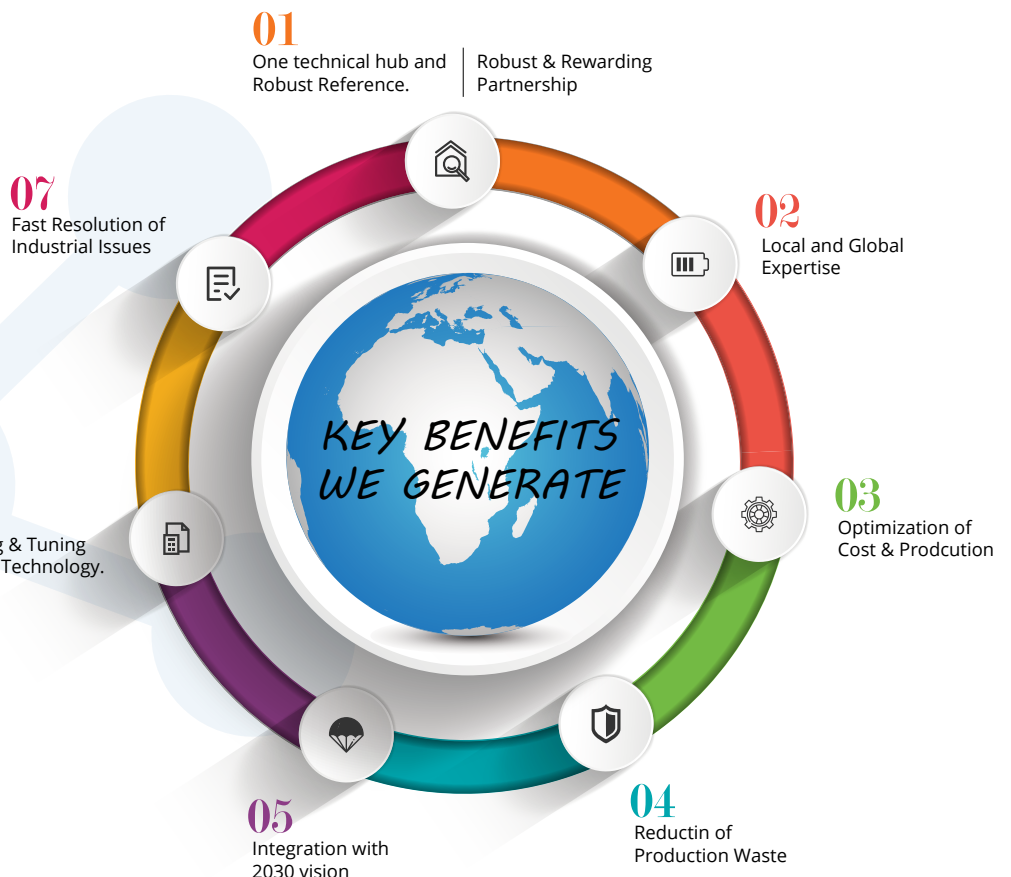 01
One technical hub and
Robust Reference.
Robust & Rewarding
Partnership
02
Local and Global
Expertise
03
Optimization of
Cost & Prodcution
04
Reductin of
Production Waste
05
Integration with
2030 vision
& Tuning
Technology.
07
Fast Resolution of
Industrial Issues
KEY BENEFITS
WE GENERATE